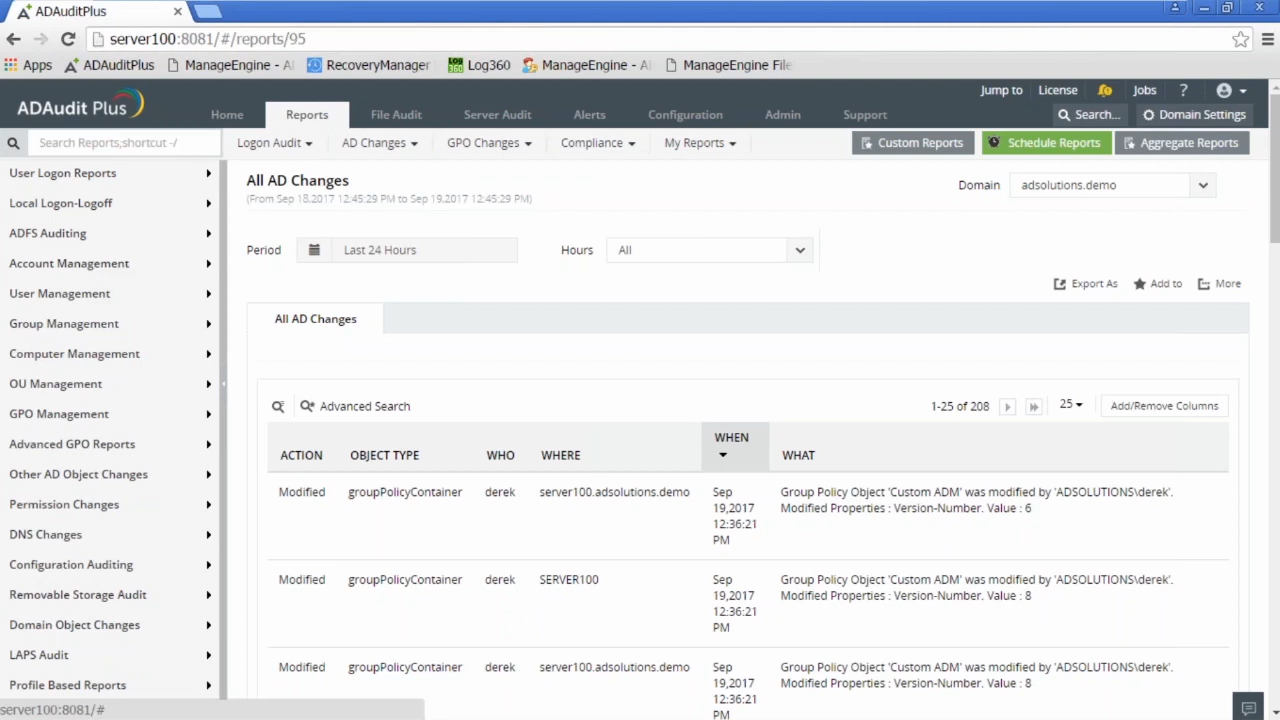 ADAuditPlus
server100:8081/#/reports/95
Apps ADAuditPlus ManageEngine - A RecoveryManager Log360 ManageEngine - A ManageEngine File
ADAudit Plus
Jump to License Jobs ?
Home Reports File Audit Server Audit Alerts Configuration Admin Support
Search... Domain Settings
Search Reports,shortcut -/
Logon Audit AD Changes GPO Changes Compliance My Reports
Custom Reports Schedule Reports Aggregate Reports
User Logon Reports
Local Logon-Logoff
ADFS Auditing
Account Management
User Management
Group Management
Computer Management
OU Management
GPO Management
Advanced GPO Reports
Other AD Object Changes
Permission Changes
DNS Changes
Configuration Auditing
Removable Storage Audit
Domain Object Changes
LAPS Audit
Profile Based Reports
server100:8081/#
All AD Changes
(From Sep 18,2017 12:45:29 PM to Sep 19,2017 12:45:29 PM)
Domain adsolutions.demo
Period Last 24 Hours Hours All
Export As Add to More
All AD Changes
Advanced Search
1-25 of 208 25 Add/Remove Columns
ACTION OBJECT TYPE WHO WHERE WHEN WHAT
Modified groupPolicyContainer derek server100.adsolutions.demo Sep
19,2017
12:36:21
PM
Group Policy Object 'Custom ADM' was modified by 'ADSOLUTIONS\derek'.
Modified Properties : Version-Number. Value : 6
Modified groupPolicyContainer derek SERVER100 Sep
19,2017
12:36:21
PM
Group Policy Object 'Custom ADM' was modified by 'ADSOLUTIONS\derek'.
Modified Properties : Version-Number. Value : 8
Modified groupPolicyContainer derek server100.adsolutions.demo Sep
19,2017
12:36:21
PM
Group Policy Object 'Custom ADM' was modified by 'ADSOLUTIONS\derek'.
Modified Properties : Version-Number. Value : 8